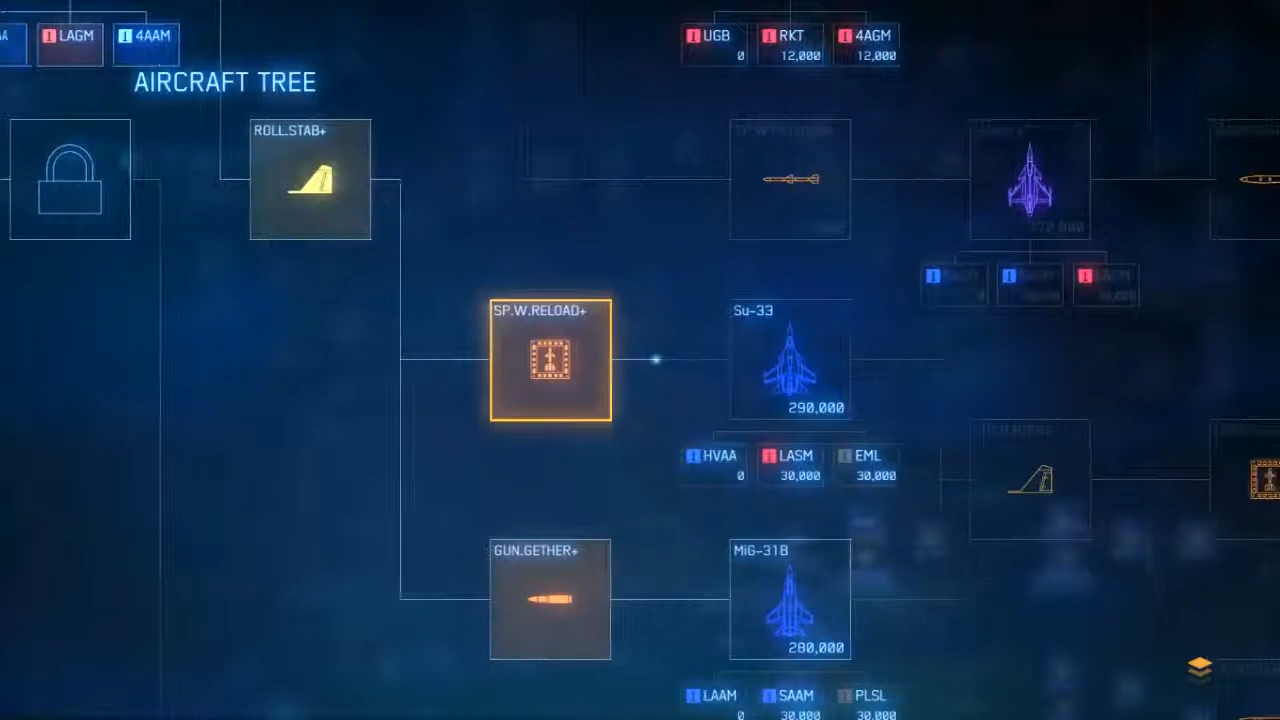 LAGM
4AAM
UGB
0
RKT
12,000
4AGM
12,000
AIRCRAFT TREE
ROLL.STAB+
SP.W.RELOAD+
Su-33
290,000
HVAA
0
LASM
30,000
EML
30,000
GUN.GETHER+
MiG-31B
280,000
LAAM
0
SAAM
30,000
PLSL
30,000